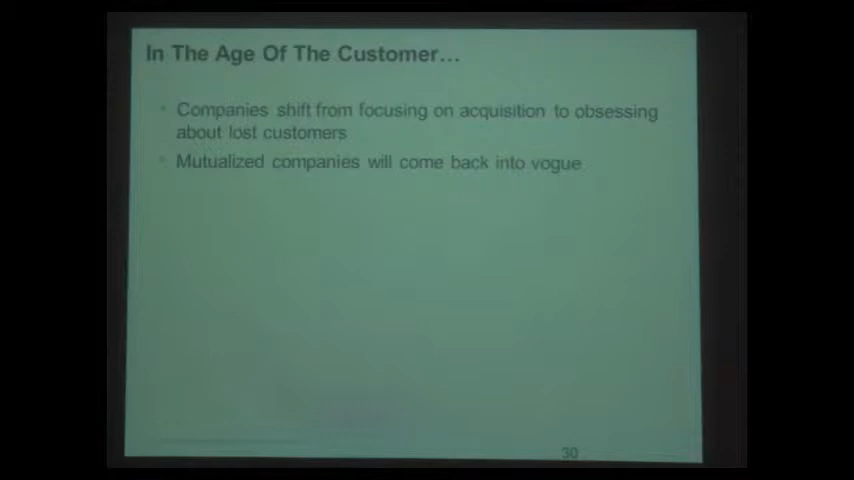 In The Age Of The Customer...
Companies shift from focusing on acquisition to obsessing
about lost customers
Mutualized companies will come back into vogue
30